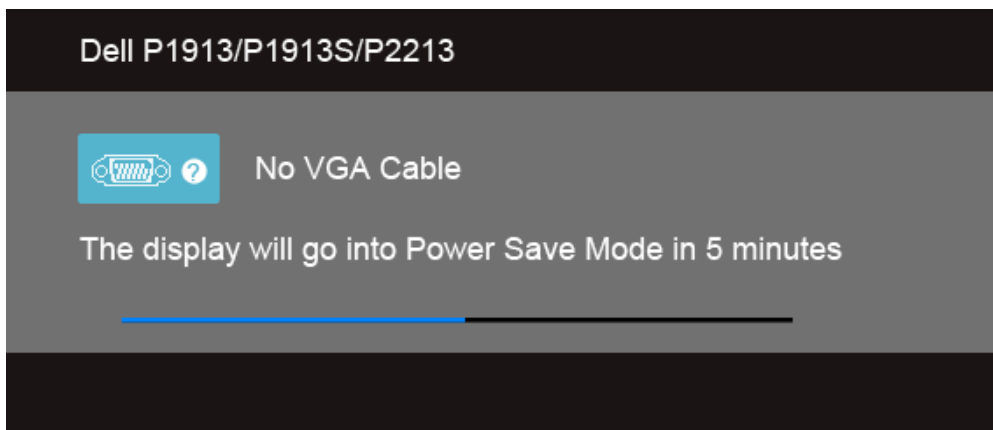 Dell P1913/P1913S/P2213
No VGA Cable
The display will go into Power Save Mode in 5 minutes